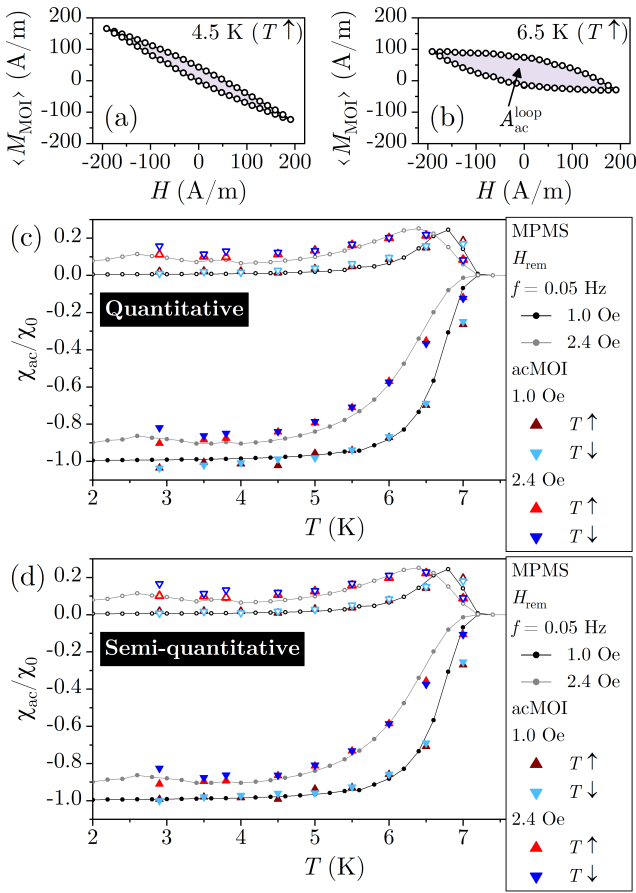 4.5 K (T ↑)
200
100
0
100
200
⟨M_MOI⟩ (A/m)
(a)
-200 -100 0 100 200
H (A/m)
6.5 K (T ↑)
200
100
0
100
200
⟨M_MOI⟩ (A/m)
(b)
A_ac^loop
-200 -100 0 100 200
H (A/m)
(c)
0.2
0.0
-0.2
-0.4
-0.6
-0.8
-1.0
χ_ac/χ_0
Quantitative
2 3 4 5 6 7
T (K)
MPMS
H_rem
f = 0.05 Hz
1.0 Oe
2.4 Oe
acMOI
1.0 Oe
T ↑
T ↓
2.4 Oe
T ↑
T ↓
(d)
0.2
0.0
-0.2
-0.4
-0.6
-0.8
-1.0
χ_ac/χ_0
Semi-quantitative
2 3 4 5 6 7
T (K)
MPMS
H_rem
f = 0.05 Hz
1.0 Oe
2.4 Oe
acMOI
1.0 Oe
T ↑
T ↓
2.4 Oe
T ↑
T ↓